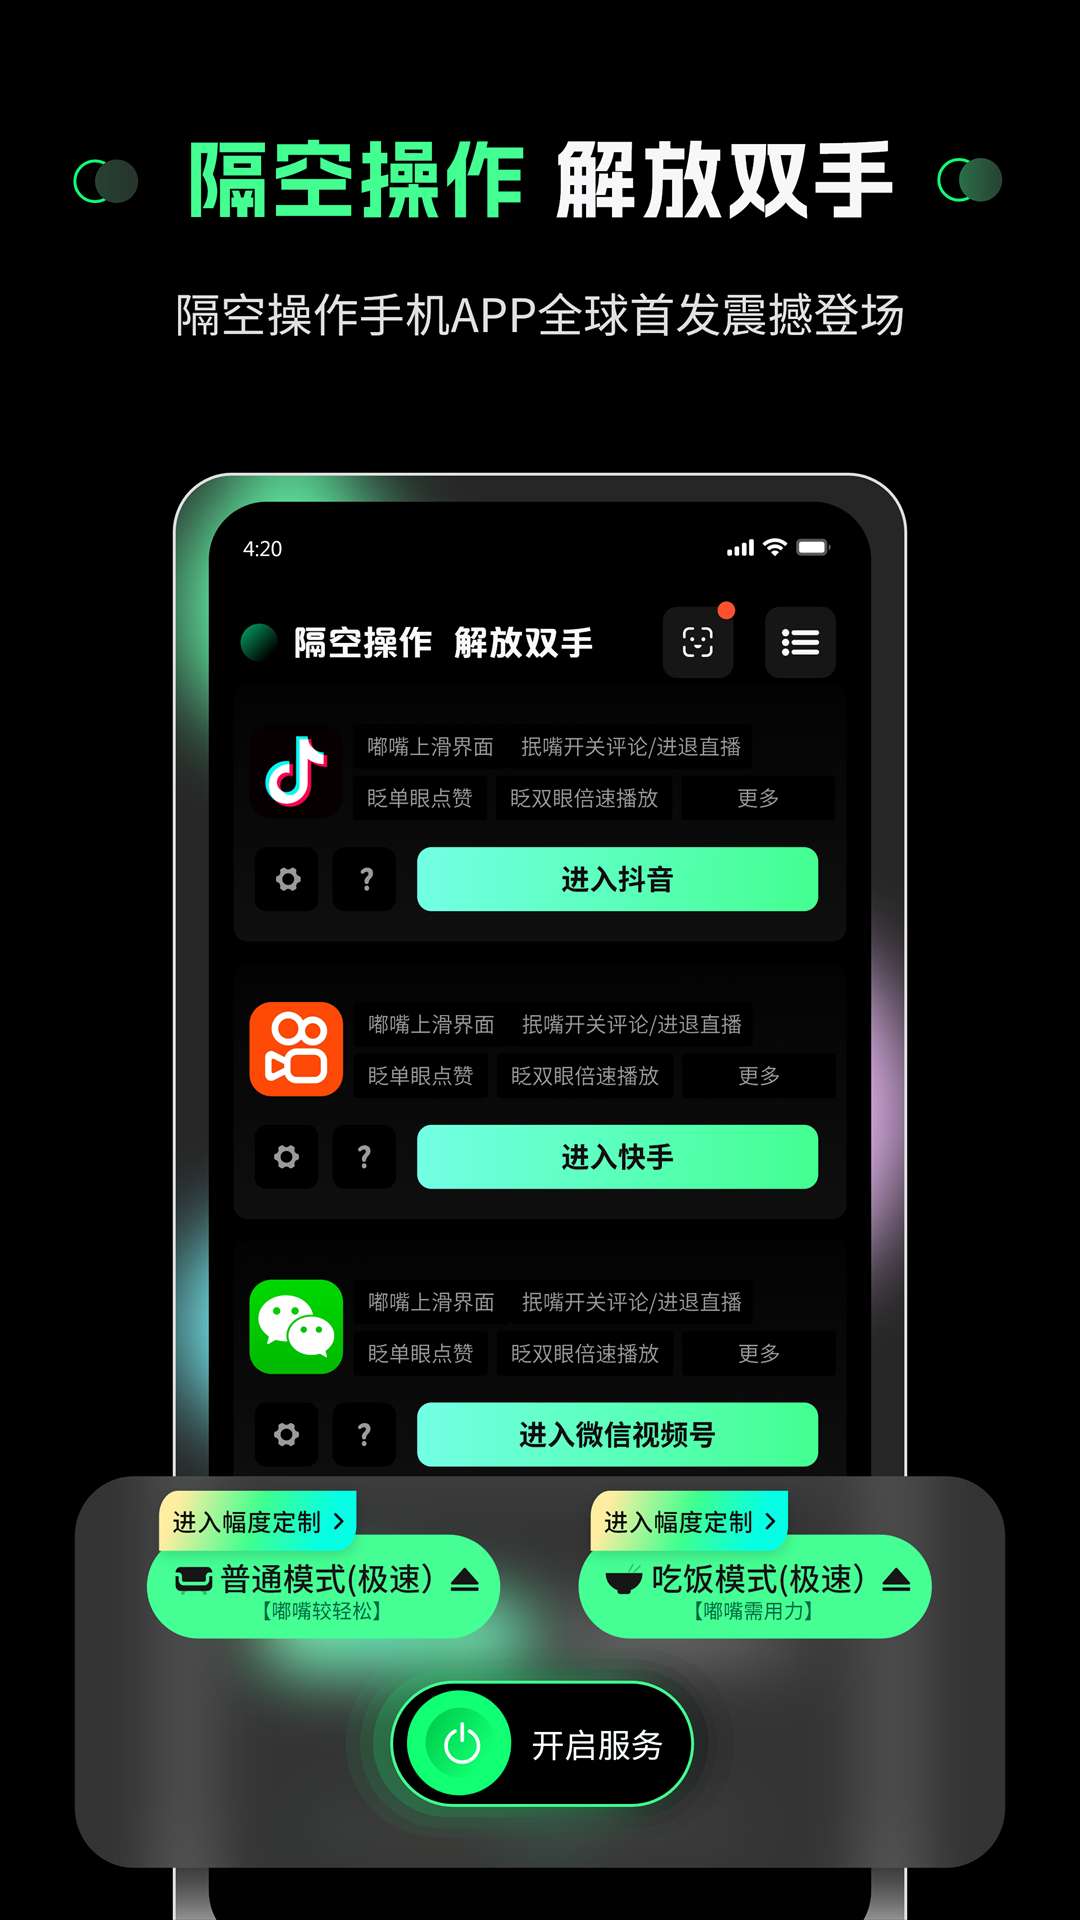 隔空操作 解放双手
隔空操作手机APP全球首发震撼登场
4:20
隔空操作 解放双手
嘟嘴上滑界面 抿嘴开关评论/进退直播
眨单眼点赞 眨双眼倍速播放 更多
? 进入抖音
嘟嘴上滑界面 抿嘴开关评论/进退直播
眨单眼点赞 眨双眼倍速播放 更多
? 进入快手
嘟嘴上滑界面 抿嘴开关评论/进退直播
眨单眼点赞 眨双眼倍速播放 更多
? 进入微信视频号
进入幅度定制 > 进入幅度定制 >
普通模式(极速） 吃饭模式(极速）
【嘟嘴较轻松】 【嘟嘴需用力】
开启服务